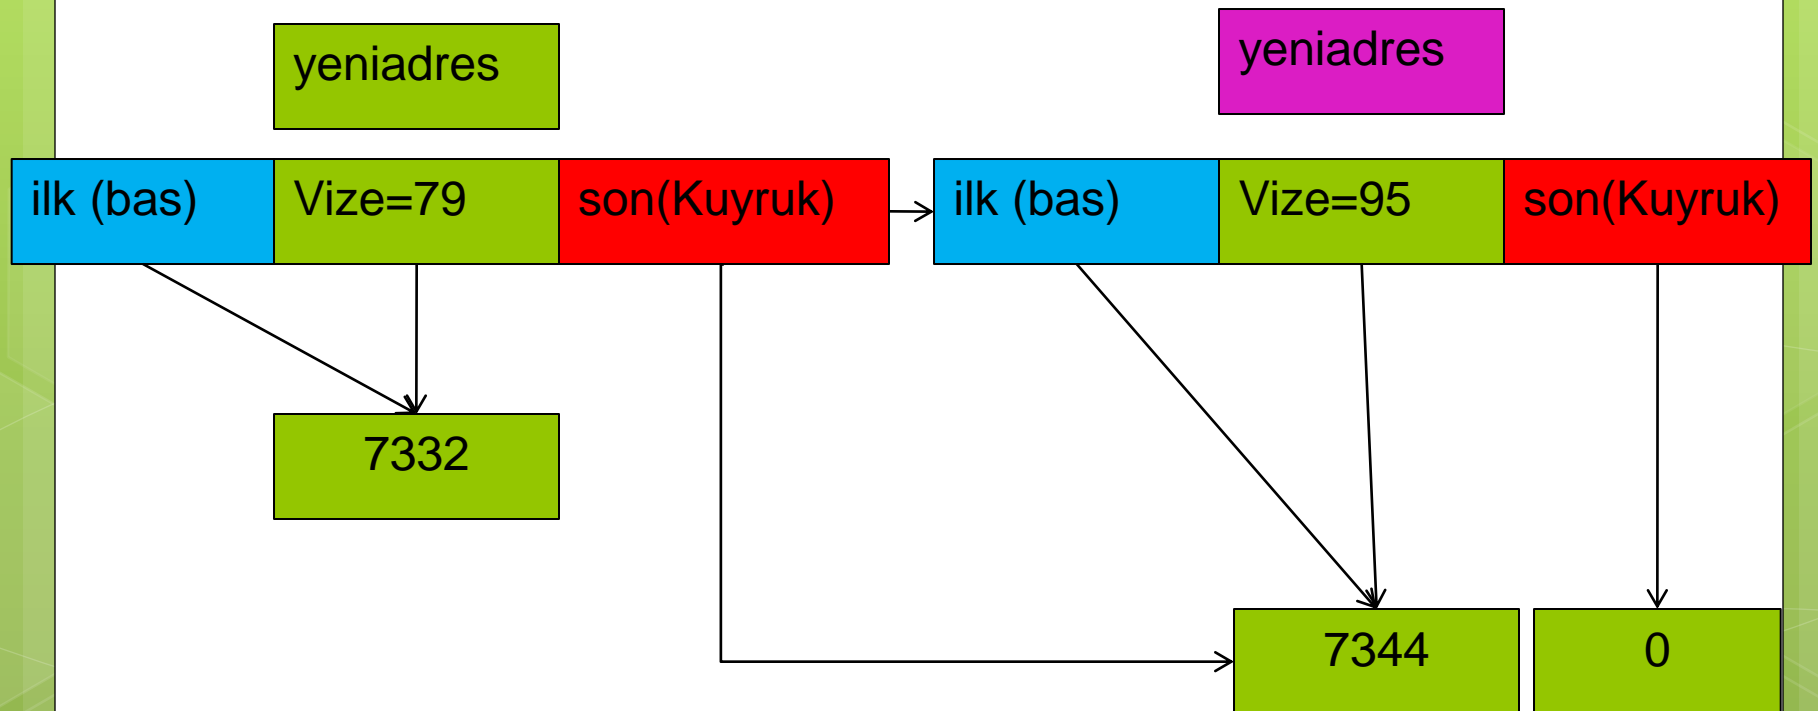 yeniadres
yeniadres
ilk (bas)
Vize=79
son(Kuyruk)
ilk (bas)
Vize=95
son(Kuyruk)
7332
7344
0